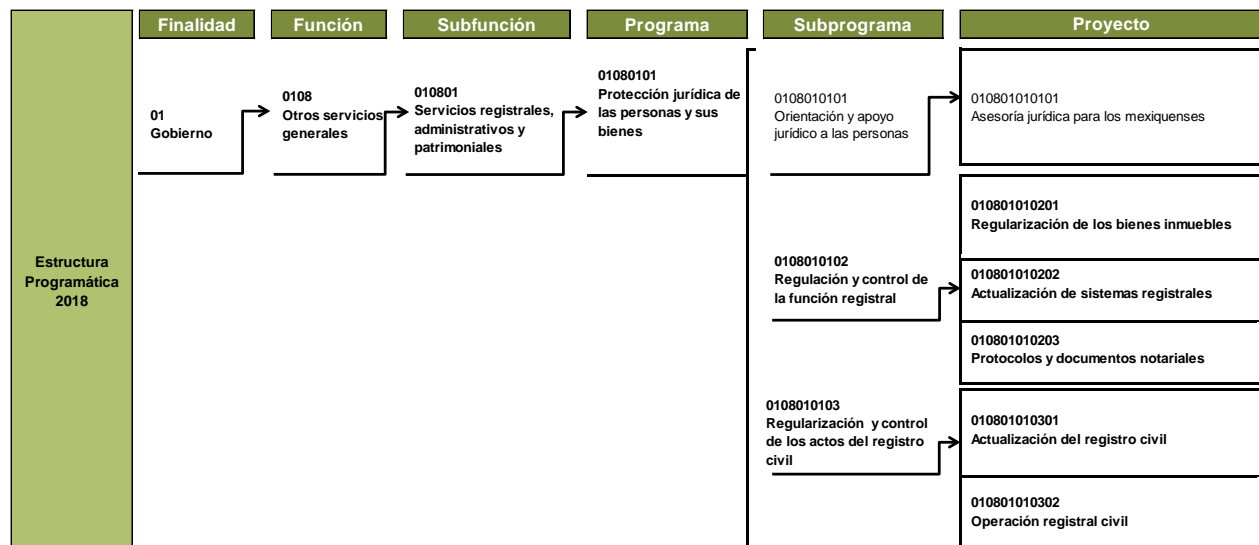 Finalidad
Función
Subfunción
Programa
Subprograma
Proyecto
Estructura
Programática
2018
01
Gobierno
0108
Otros servicios
generales
010801
Servicios registrales,
administrativos y
patrimoniales
01080101
Protección jurídica de
las personas y sus
bienes
0108010101
Orientación y apoyo
jurídico a las personas
010801010101
Asesoría jurídica para los mexiquenses
0108010102
Regulación y control de
la función registral
010801010201
Regularización de los bienes inmuebles
010801010202
Actualización de sistemas registrales
010801010203
Protocolos y documentos notariales
0108010103
Regularización y control
de los actos del registro
civil
010801010301
Actualización del registro civil
010801010302
Operación registral civil